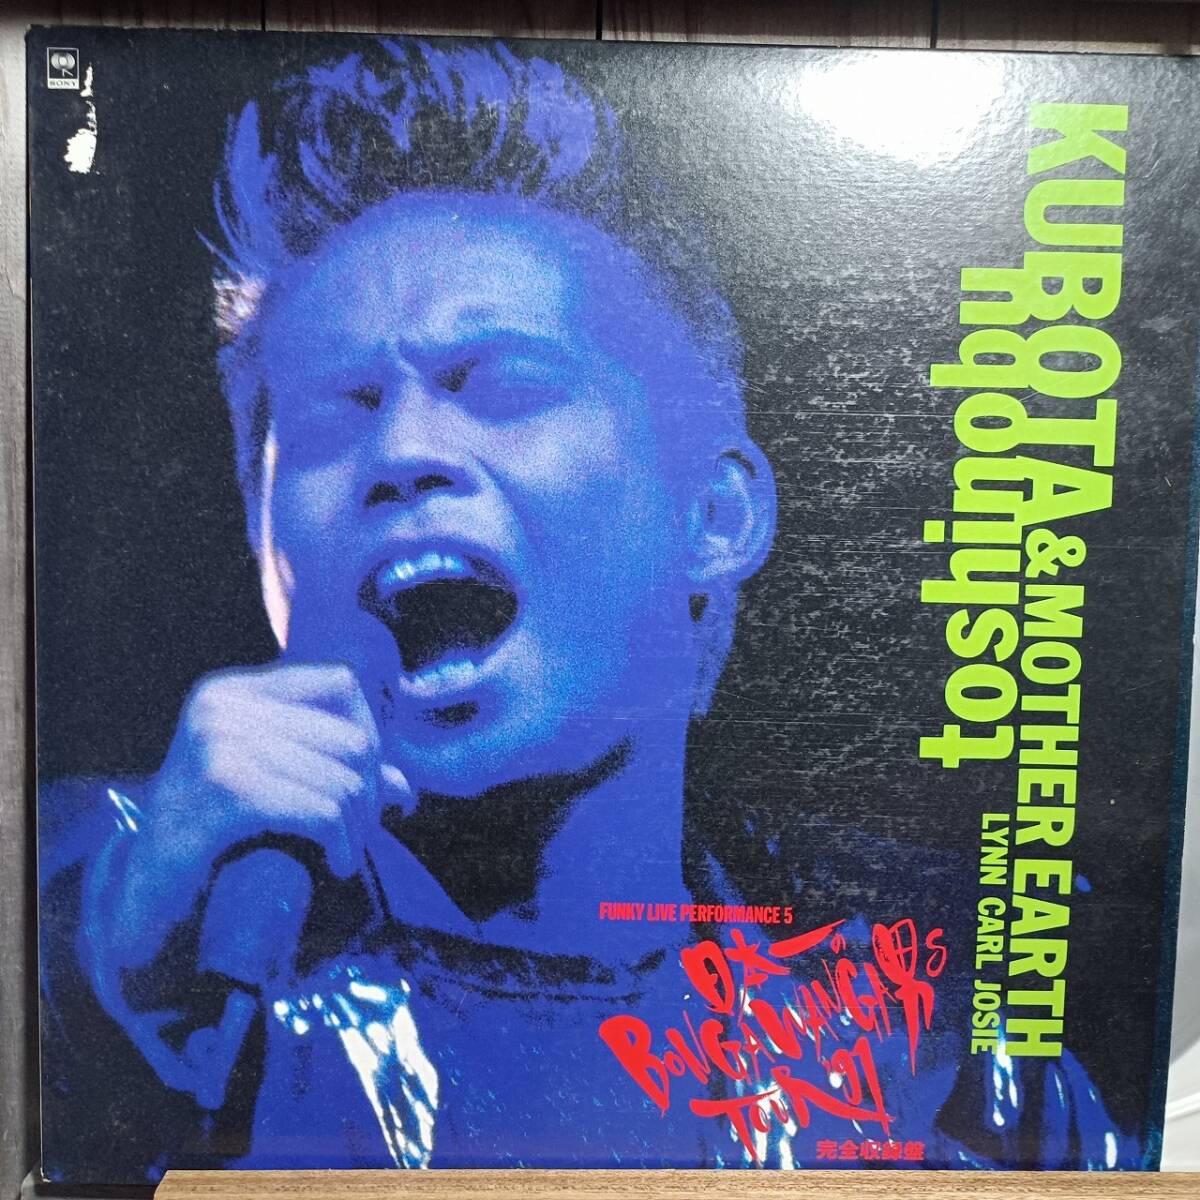 SONY
KUBOTA & MOTHER EARTH
toshinobu
LYNN CARL JOSIE
FUNKY LIVE PERFORMANCE 5
日本一の
BONGA WANGA男s
TOUR '91
完全収録盤